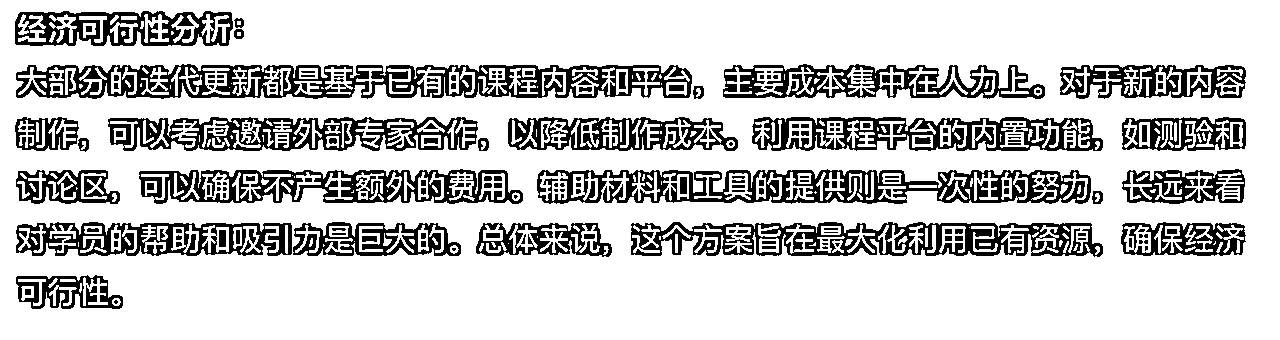 经济可行性分析：
大部分的迭代更新都是基于已有的课程内容和平台，主要成本集中在人力上。对于新的内容
制作，可以考虑邀请外部专家合作，以降低制作成本。利用课程平台的内置功能，如测验和
讨论区，可以确保不产生额外的费用。辅助材料和工具的提供则是一次性的努力，长远来看
对学员的帮助和吸引力是巨大的。总体来说，这个方案旨在最大化利用已有资源，确保经济
可行性。